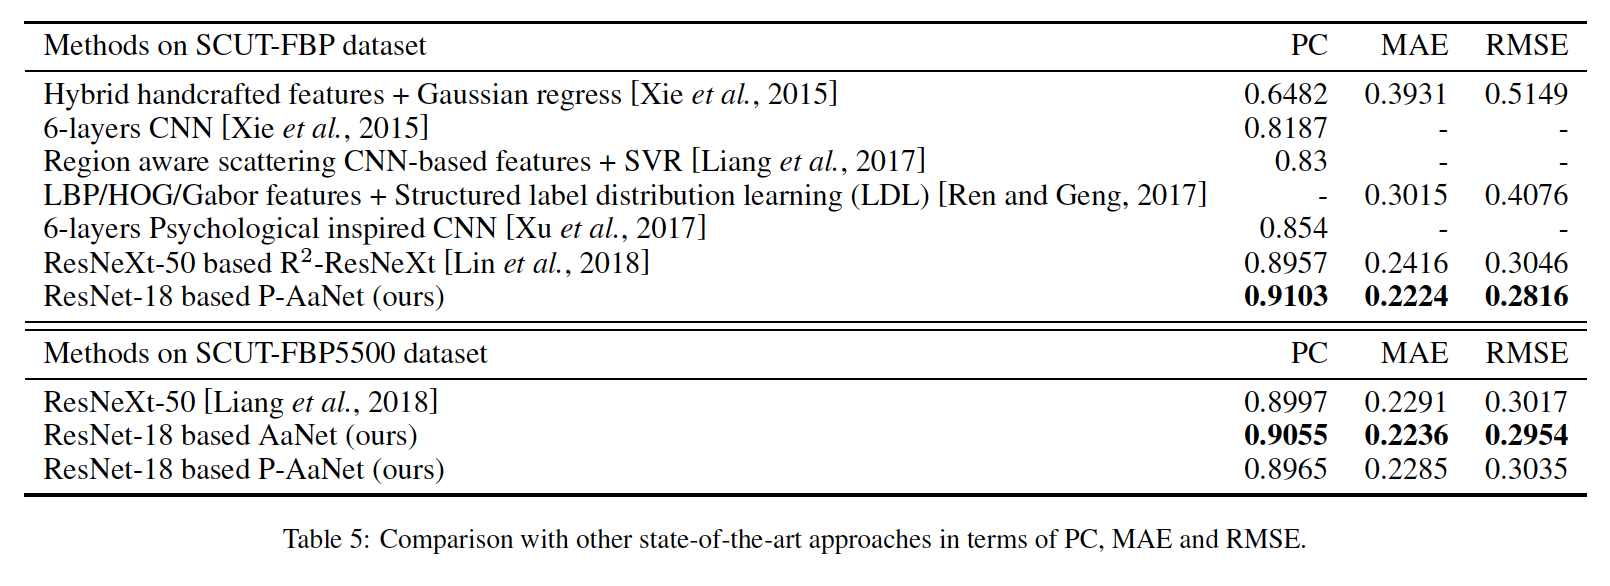 Methods on SCUT-FBP dataset PC MAE RMSE
Hybrid handcrafted features + Gaussian regress [Xie et al., 2015] 0.6482 0.3931 0.5149
6-layers CNN [Xie et al., 2015] 0.8187 - -
Region aware scattering CNN-based features + SVR [Liang et al., 2017] 0.83 - -
LBP/HOG/Gabor features + Structured label distribution learning (LDL) [Ren and Geng, 2017] - 0.3015 0.4076
6-layers Psychological inspired CNN [Xu et al., 2017] 0.854 - -
ResNeXt-50 based R²-ResNeXt [Lin et al., 2018] 0.8957 0.2416 0.3046
ResNet-18 based P-AaNet (ours) 0.9103 0.2224 0.2816
Methods on SCUT-FBP5500 dataset PC MAE RMSE
ResNeXt-50 [Liang et al., 2018] 0.8997 0.2291 0.3017
ResNet-18 based AaNet (ours) 0.9055 0.2236 0.2954
ResNet-18 based P-AaNet (ours) 0.8965 0.2285 0.3035
Table 5: Comparison with other state-of-the-art approaches in terms of PC, MAE and RMSE.